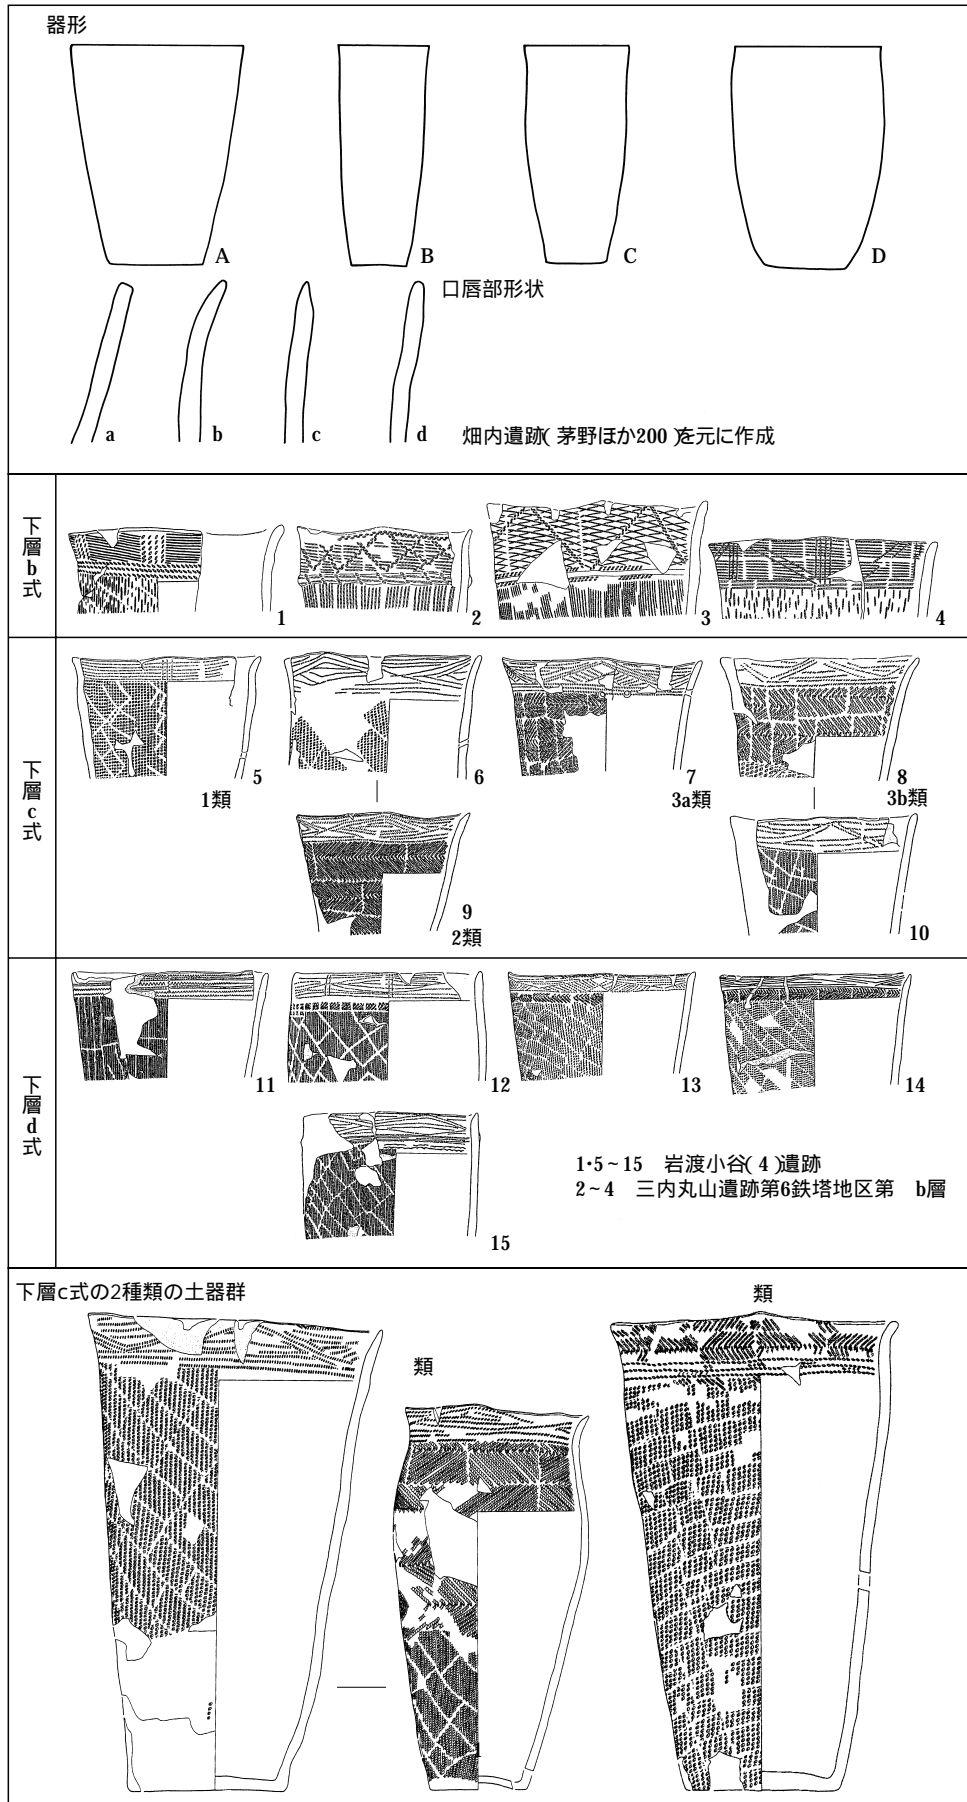 器形
A
B
C
D
口唇部形状
a
b
c
d
畑内遺跡(茅野ほか200 )を元に作成
下層b式
1
2
3
4
下層c式
5
1類
6
7
3a類
8
3b類
9
2類
10
下層d式
11
12
13
14
15
1・5~15 岩渡小谷(4)遺跡
2~4 三内丸山遺跡第6鉄塔地区第 b層
下層c式の2種類の土器群
類
類